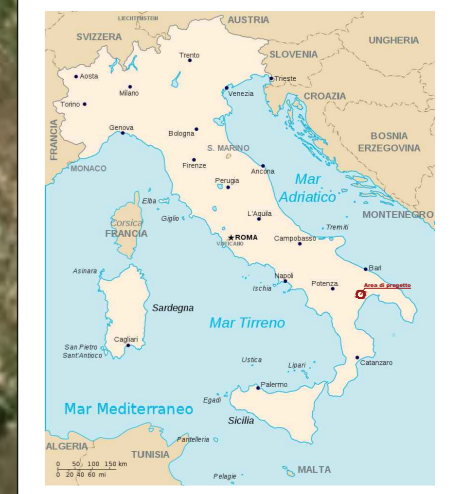 LIECHTENSTEIN
AUSTRIA
SVIZZERA
UNGHERIA
Trento
SLOVENIA
Aosta
Trieste
Milano
Venezia
CROAZIA
Torino
Genova
Bologna
FRANCIA
S. MARINO
BOSNIA
ERZEGOVINA
Firenze
MONACO
Ancona
Perugia
Mar
Adriatico
Elba
L'Aquila
MONTENEGRO
Corsica
FRANCIA
Giglio
Tremiti
ROMA
VATICANO
Campobasso
Asinara
Napoli
Bari
Ischia
Potenza
Area di progetto
Sardegna
Mar Tirreno
Cagliari
San Pietro
Sant'Antioco
Ustica
Lipari
Catanzaro
Palermo
Mar Mediterraneo
Egadi
Sicilia
ALGERIA
Pantelleria
TUNISIA
0 50 100 150 km
0 20 40 60 mi
Pelagie
MALTA